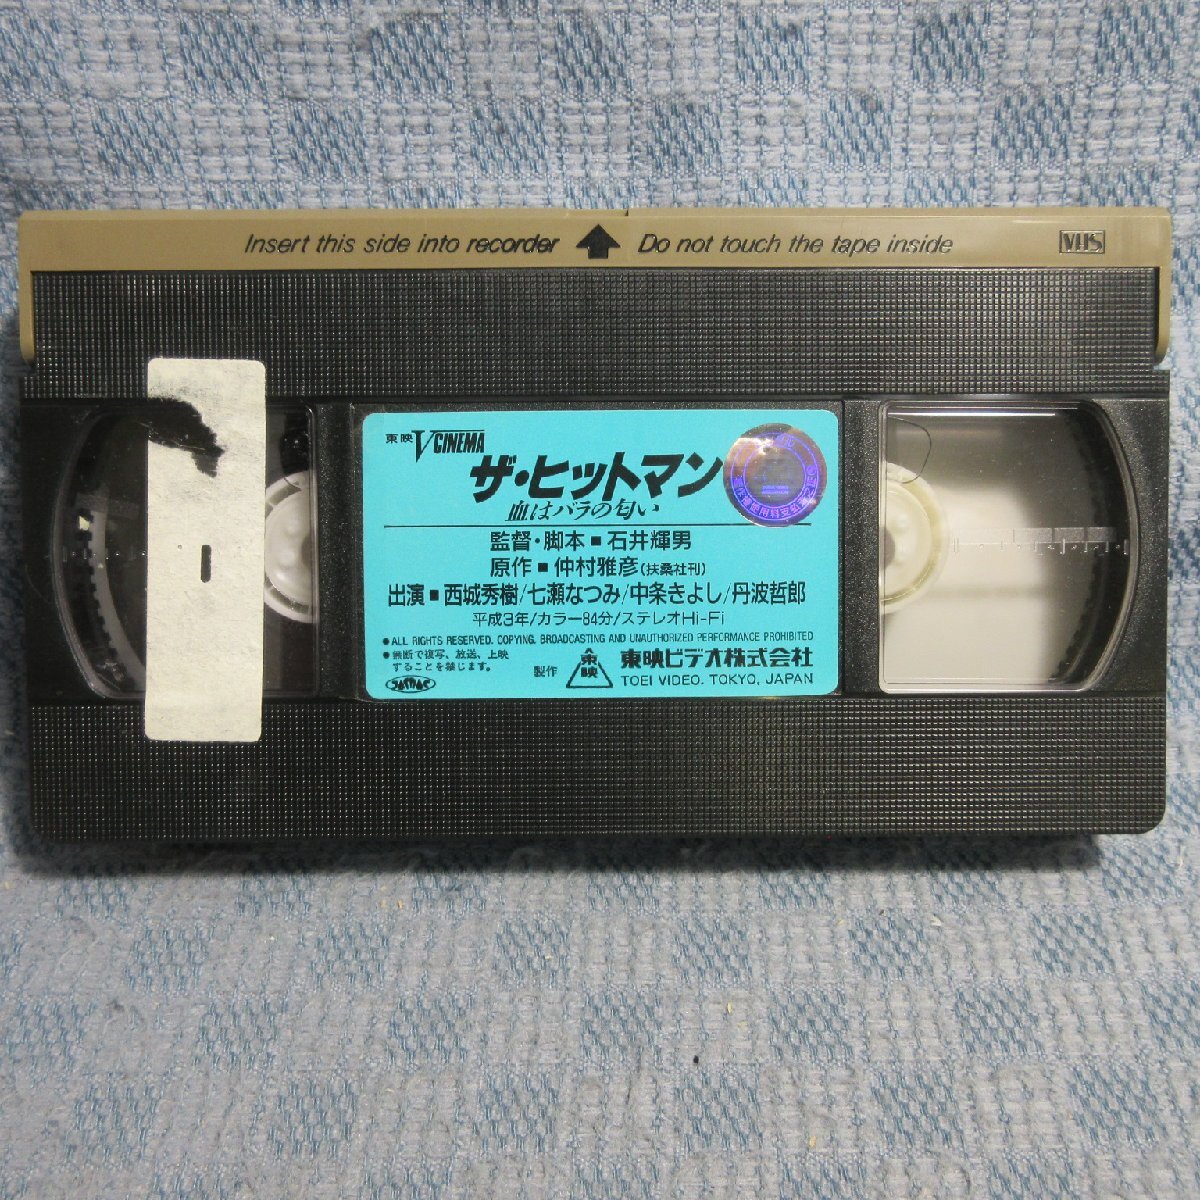 Insert this side into recorder Do not touch the tape inside VHS
東映 V CINEMA
ザ・ヒットマン
血はバラの匂い
監督・脚本■石井輝男
原作■仲村雅彦(扶桑社刊)
出演■西城秀樹/七瀬なつみ/中条きよし/丹波哲郎
平成3年/カラー84分/ステレオHi-Fi
●ALL RIGHTS RESERVED. COPYING, BROADCASTING AND UNAUTHORIZED PERFORMANCE PROHIBITED
●無断で複写、放送、上映
することを禁じます。
製作 東映 東映ビデオ株式会社
TOEI VIDEO, TOKYO, JAPAN